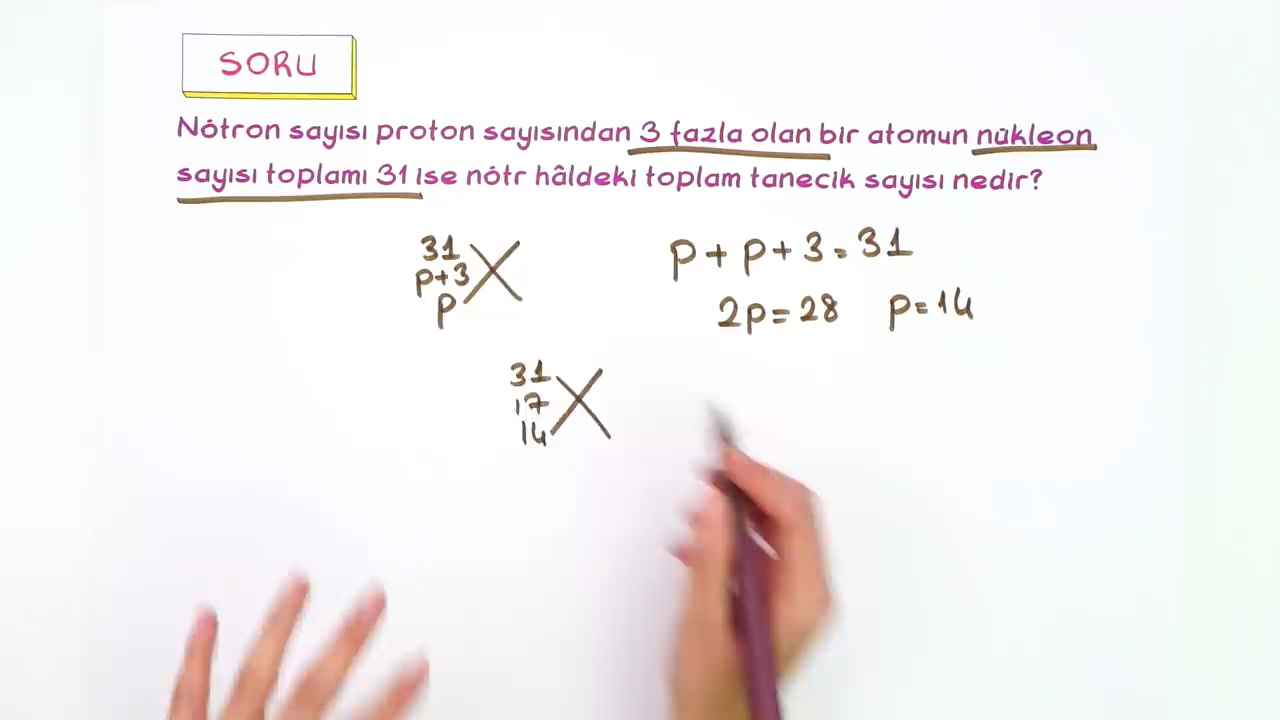 SORU
Nötron sayısı proton sayısından 3 fazla olan bir atomun nükleon
sayısı toplamı 31 ise nötr hâldeki toplam tanecik sayısı nedir?
31
p+3 X
p
p+p+3=31
2p=28 p=14
31
17 X
14